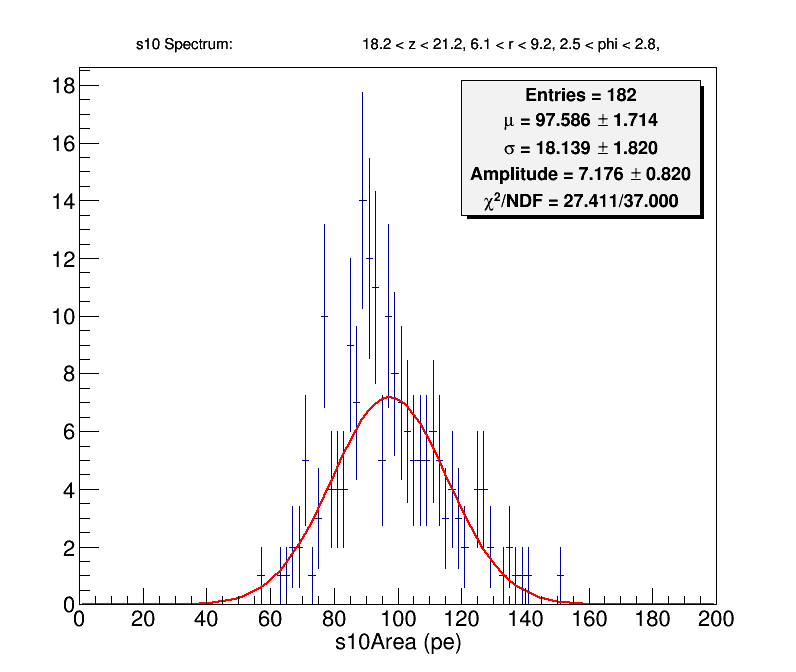 s10 Spectrum: 18.2 < z < 21.2, 6.1 < r < 9.2, 2.5 < phi < 2.8,
Entries = 182
μ = 97.586 ± 1.714
σ = 18.139 ± 1.820
Amplitude = 7.176 ± 0.820
χ²/NDF = 27.411/37.000
18
16
14
12
10
8
6
4
2
0
0 20 40 60 80 100 120 140 160 180 200
s10Area (pe)